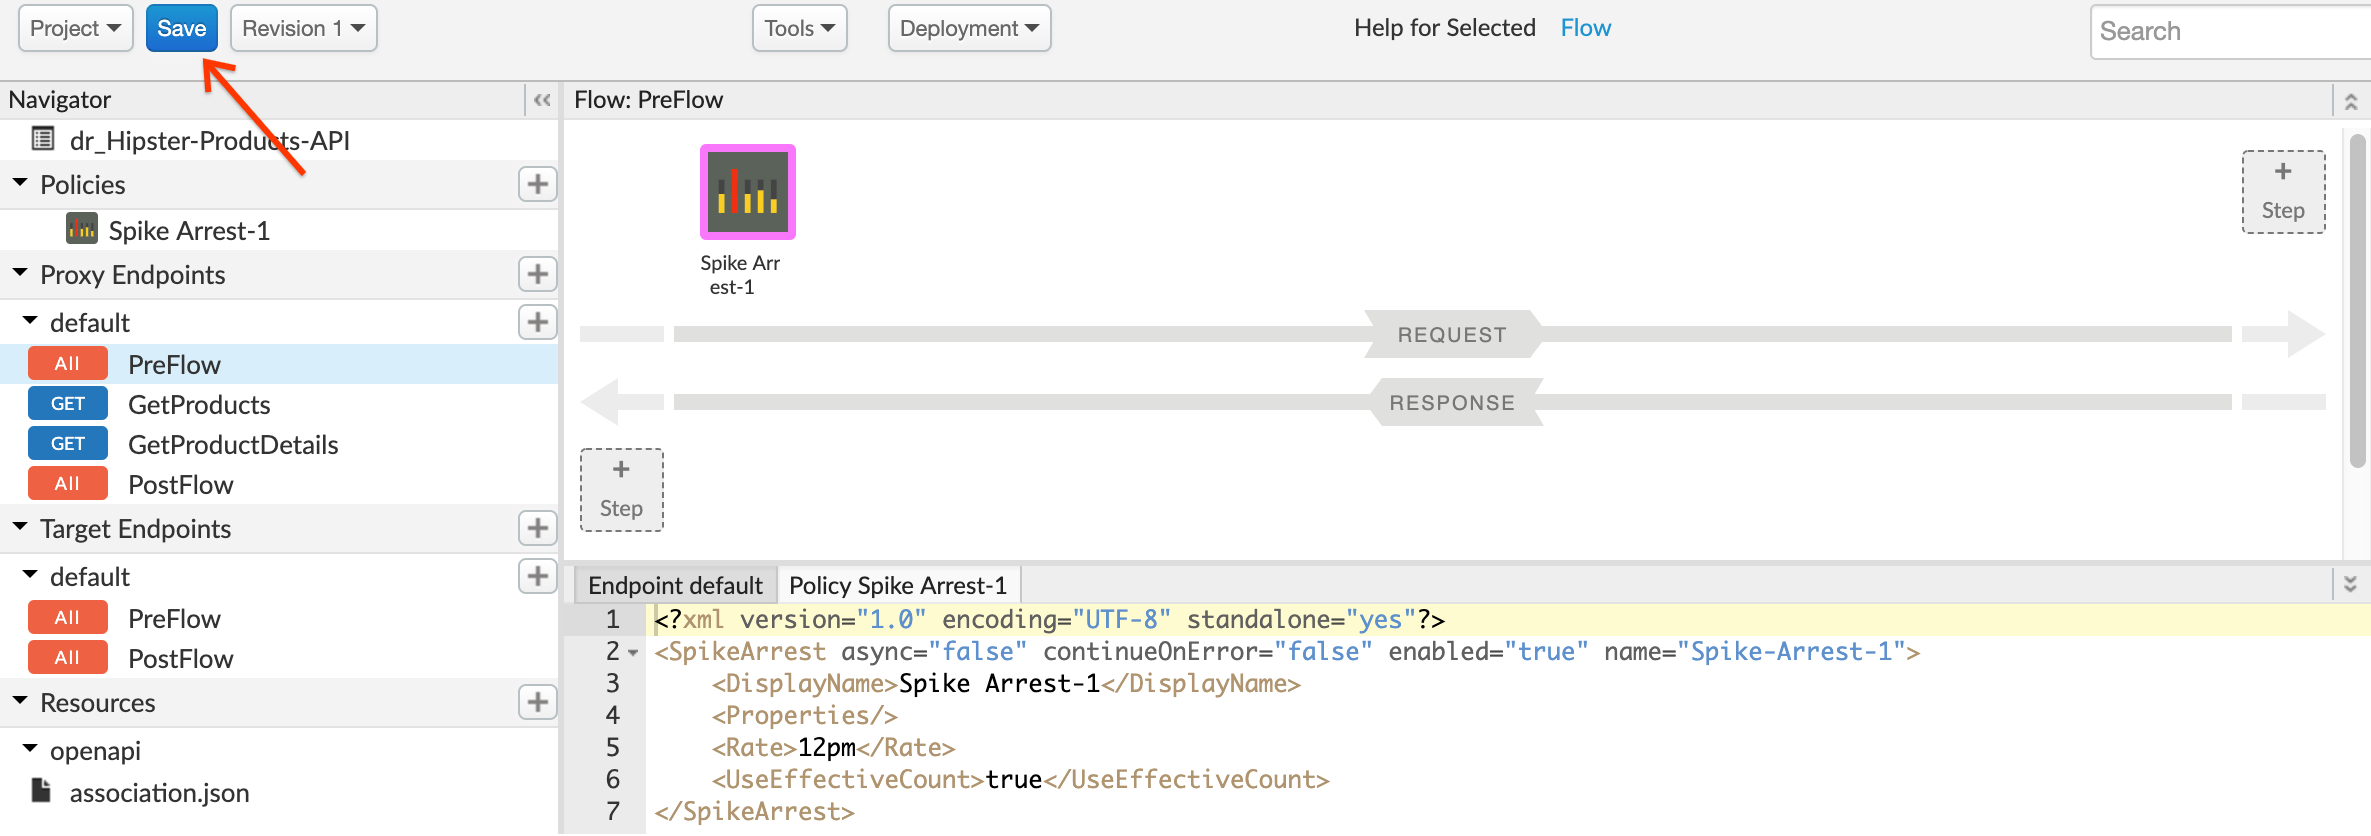 Project Save Revision 1 Tools Deployment Help for Selected Flow Search
Navigator
dr_Hipster-Products-API
Policies
Spike Arrest-1
Proxy Endpoints
default
All PreFlow
GET GetProducts
GET GetProductDetails
All PostFlow
Target Endpoints
default
All PreFlow
All PostFlow
Resources
openapi
association.json
Flow: PreFlow
+
Step
Spike Arr
est-1
REQUEST
RESPONSE
+
Step
Endpoint default Policy Spike Arrest-1
1 <?xml version="1.0" encoding="UTF-8" standalone="yes"?>
2 <SpikeArrest async="false" continueOnError="false" enabled="true" name="Spike-Arrest-1">
3 <DisplayName>Spike Arrest-1</DisplayName>
4 <Properties/>
5 <Rate>12pm</Rate>
6 <UseEffectiveCount>true</UseEffectiveCount>
7 </SpikeArrest>